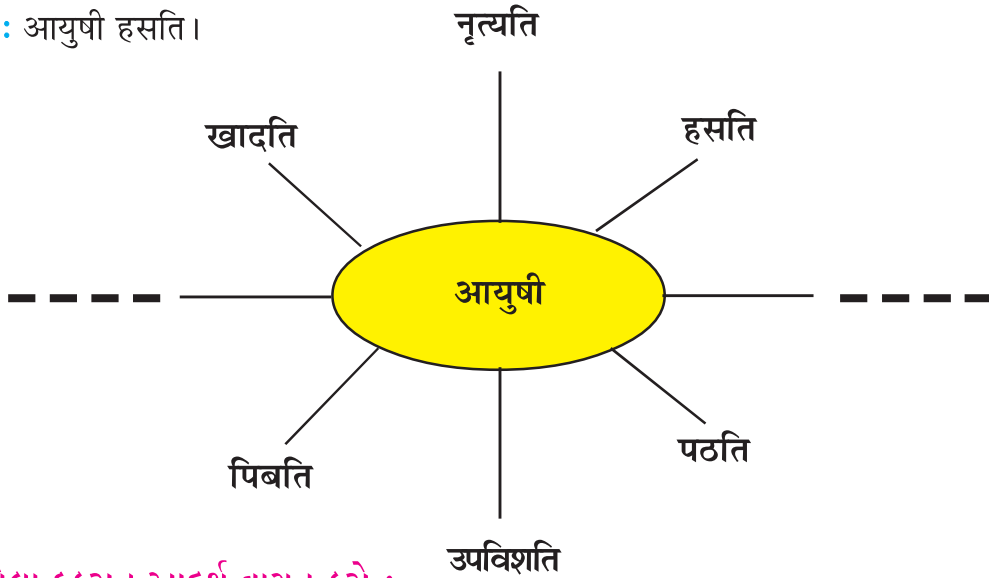 : आयुषी हसति।
नृत्यति
खादति
हसति
आयुषी
पिबति
पठति
उपविशति